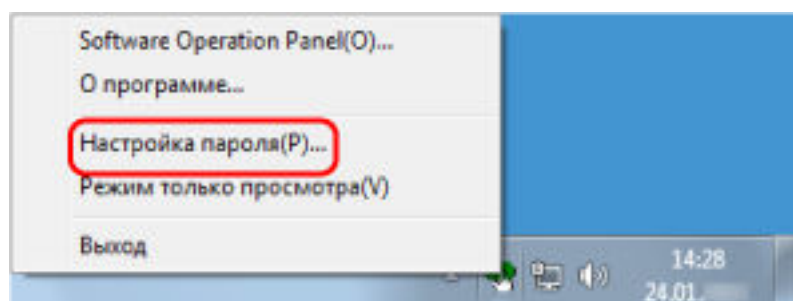 Software Operation Panel(O)...
О программе...
Настройка пароля(P)...
Режим только просмотра(V)
Выход
14:28
24.01.